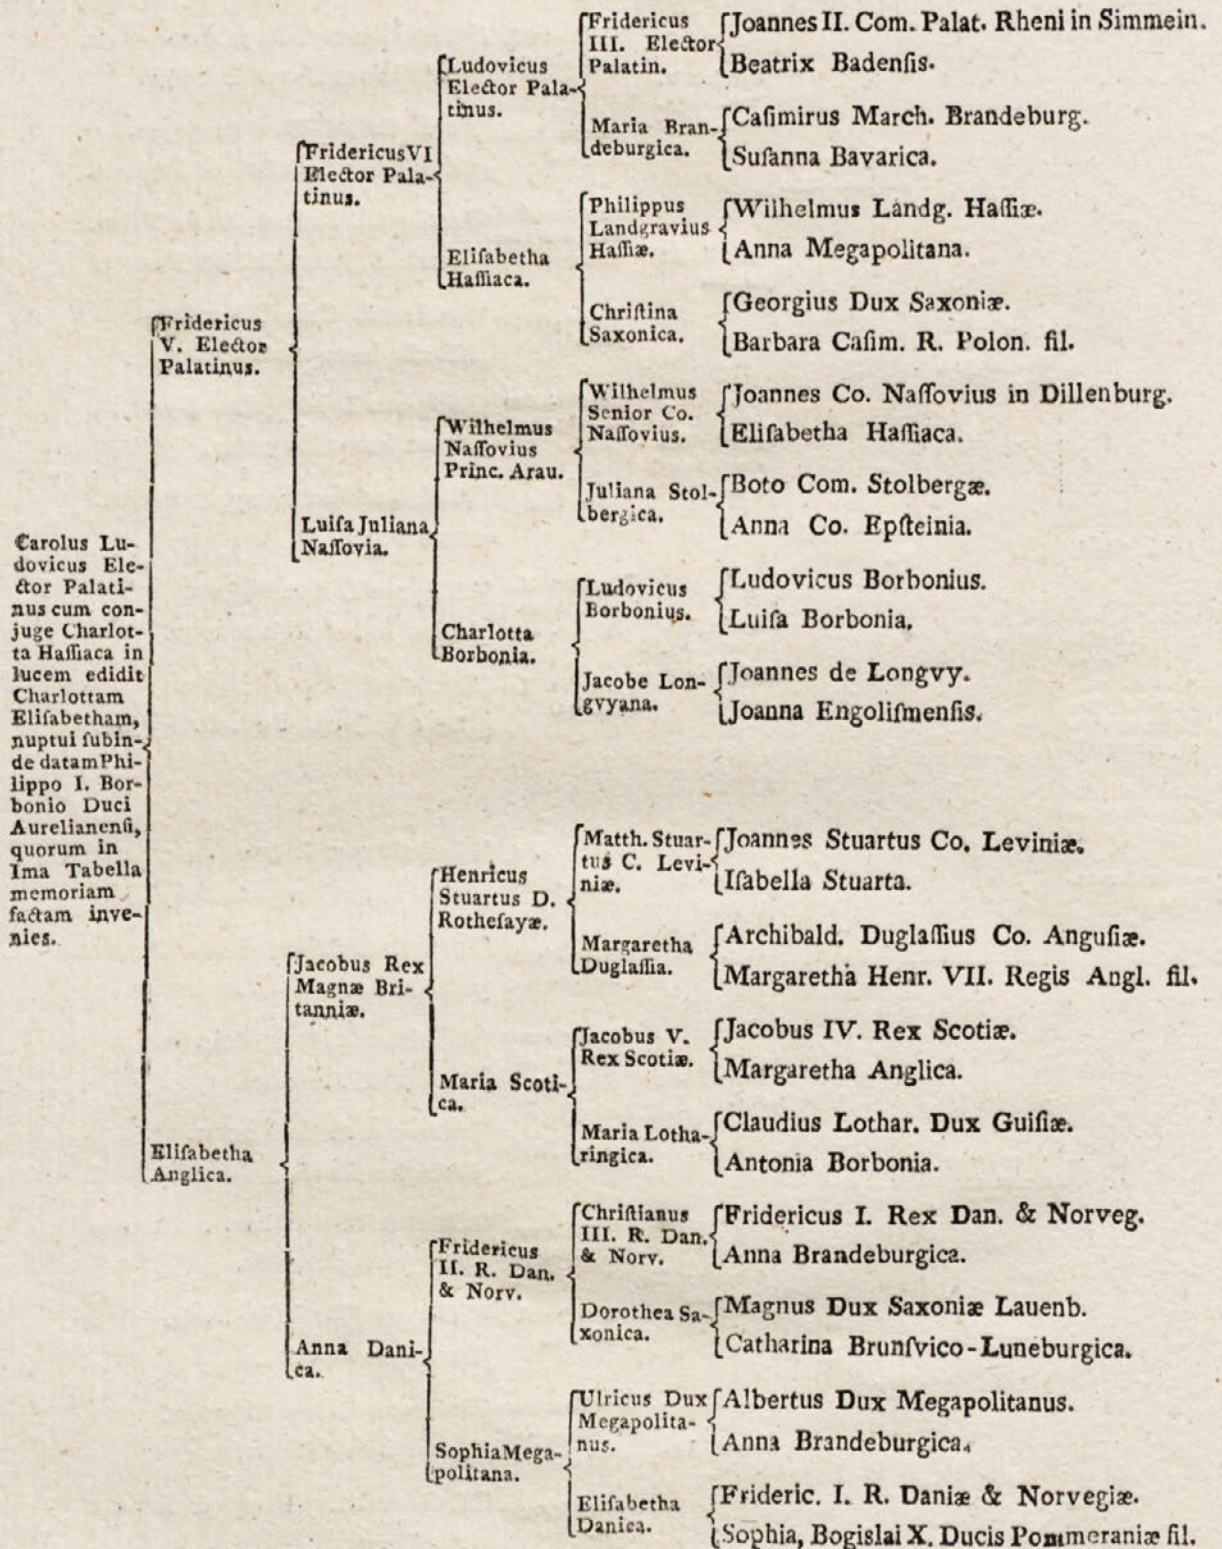 Carolus Lu-
dovicus Ele-
ctor Palati-
nus cum con-
juge Charlot-
ta Haſſiaca in
lucem edidit
Charlottam
Eliſabetham,
nuptui ſubin-
de datamPhi-
lippo I. Bor-
bonio Duci
Aurelianenſi,
quorum in
Ima Tabella
memoriam
factam inve-
nies.
Fridericus
V. Elector
Palatinus.
Eliſabetha
Anglica.
FridericusVI
Elector Pala-
tinus.
Luiſa Juliana
Naſſovia.
Jacobus Rex
Magnæ Bri-
tanniæ.
Anna Dani-
ca.
Ludovicus
Elector Pala-
tinus.
Eliſabetha
Haſſiaca.
Wilhelmus
Naſſovius
Princ. Arau.
Charlotta
Borbonia.
Henricus
Stuartus D.
Rotheſayæ.
Maria Scoti-
ca.
Fridericus
II. R. Dan.
& Norv.
SophiaMega-
politana.
Fridericus
III. Elector
Palatin.
Maria Bran-
deburgica.
Philippus
Landgravius
Haſſiæ.
Chriſtina
Saxonica.
Wilhelmus
Senior Co.
Naſſovius.
Juliana Stol-
bergica.
Ludovicus
Borbonius.
Jacobe Lon-
gvyana.
Matth. Stuar-
tus C. Levi-
niæ.
Margaretha
Duglaſſia.
Jacobus V.
Rex Scotiæ.
Maria Lotha-
ringica.
Chriſtianus
III. R. Dan.
& Norv.
Dorothea Sa-
xonica.
Ulricus Dux
Megapolita-
nus.
Eliſabetha
Danica.
Joannes II. Com. Palat. Rheni in Simmein.
Beatrix Badenſis.
Caſimirus March. Brandeburg.
Suſanna Bavarica.
Wilhelmus Landg. Haſſiæ.
Anna Megapolitana.
Georgius Dux Saxoniæ.
Barbara Caſim. R. Polon. fil.
Joannes Co. Naſſovius in Dillenburg.
Eliſabetha Haſſiaca.
Boto Com. Stolbergæ.
Anna Co. Epſteinia.
Ludovicus Borbonius.
Luiſa Borbonia.
Joannes de Longvy.
Joanna Engoliſmenſis.
Joannes Stuartus Co. Leviniæ.
Iſabella Stuarta.
Archibald. Duglaſſius Co. Anguſiæ.
Margaretha Henr. VII. Regis Angl. fil.
Jacobus IV. Rex Scotiæ.
Margaretha Anglica.
Claudius Lothar. Dux Guiſiæ.
Antonia Borbonia.
Fridericus I. Rex Dan. & Norveg.
Anna Brandeburgica.
Magnus Dux Saxoniæ Lauenb.
Catharina Brunſvico-Luneburgica.
Albertus Dux Megapolitanus.
Anna Brandeburgica.
Frideric. I. R. Daniæ & Norvegiæ.
Sophia, Bogislai X. Ducis Pommeraniæ fil.